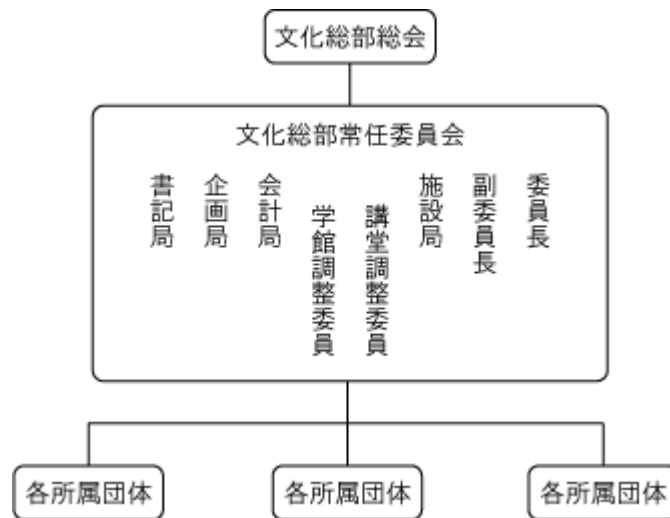 文化総部総会
文化総部常任委員会
委員長
副委員長
施設局
講堂調整委員
学館調整委員
会計局
企画局
書記局
各所属団体
各所属団体
各所属団体